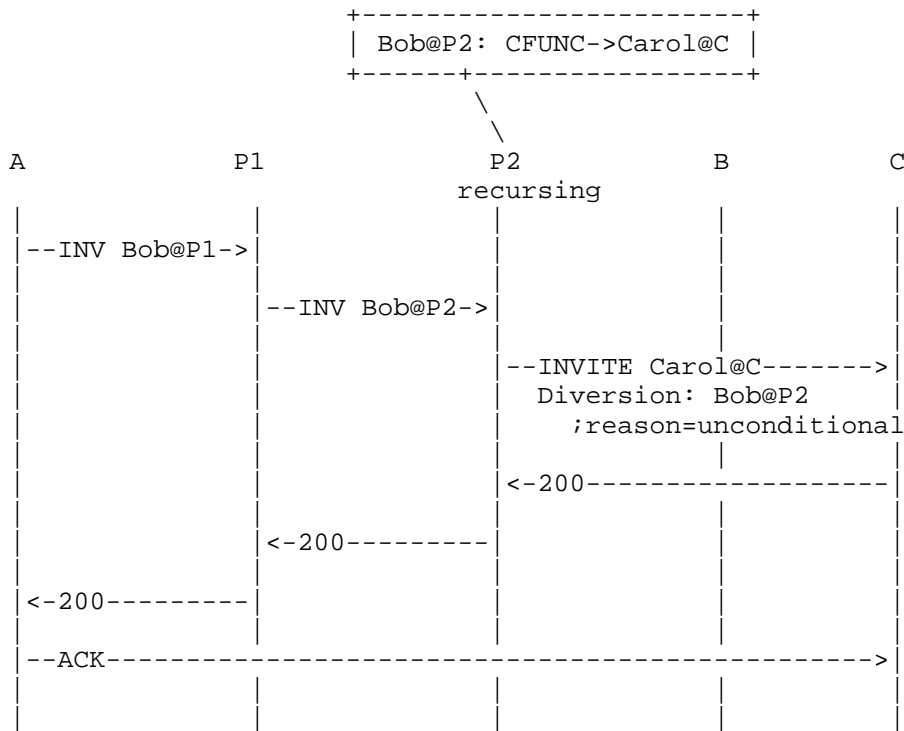 Bob@P2: CFUNC->Carol@C
A P1 P2 B C
recursing
--INV Bob@P1->
--INV Bob@P2->
--INVITE Carol@C------->
Diversion: Bob@P2
;reason=unconditional
<-200-------------------
<-200---------
<-200---------
--ACK------------------------------------------------->